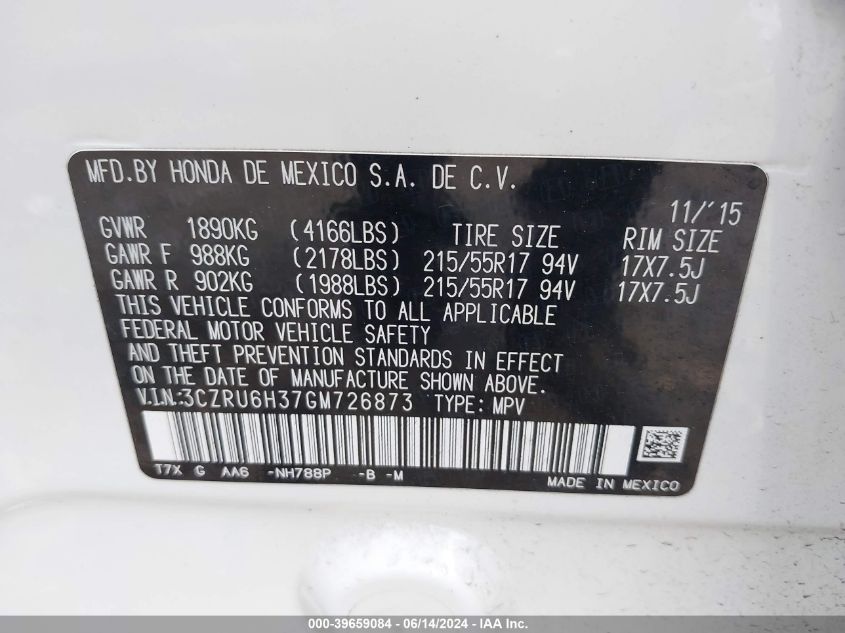 MFD.BY HONDA DE MEXICO S.A. DE C.V.
11/'15
GVWR 1890KG (4166LBS) TIRE SIZE RIM SIZE
GAWR F 988KG (2178LBS) 215/55R17 94V 17X7.5J
GAWR R 902KG (1988LBS) 215/55R17 94V 17X7.5J
THIS VEHICLE CONFORMS TO ALL APPLICABLE
FEDERAL MOTOR VEHICLE SAFETY
AND THEFT PREVENTION STANDARDS IN EFFECT
ON THE DATE OF MANUFACTURE SHOWN ABOVE.
V.I.N.:3CZRU6H37GM726873 TYPE: MPV
T7X G AA6 -NH788P -B -M
MADE IN MEXICO
000-39659084 - 06/14/2024 - IAA Inc.